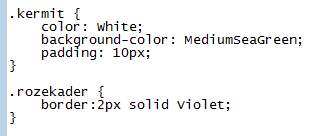 .kermit {
    color: White;
    background-color: MediumSeaGreen;
    padding: 10px;
}

.rozekader {
    border:2px solid Violet;
}